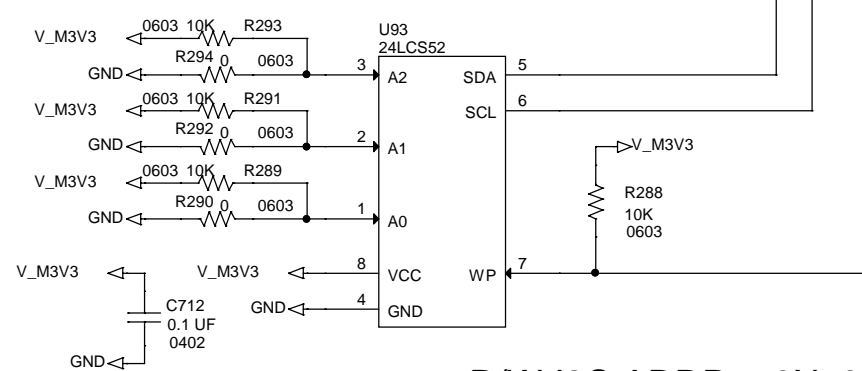 0603 10K R293
V_M3V3
R294 0 0603
GND
0603 10K R291
V_M3V3
R292 0 0603
GND
0603 10K R289
V_M3V3
R290 0 0603
GND
U93
24LCS52
3 A2
2 A1
1 A0
8 VCC
4 GND
SDA 5
SCL 6
WP 7
V_M3V3
R288
10K
0603
V_M3V3
V_M3V3
GND
C712
0.1 UF
0402
GND